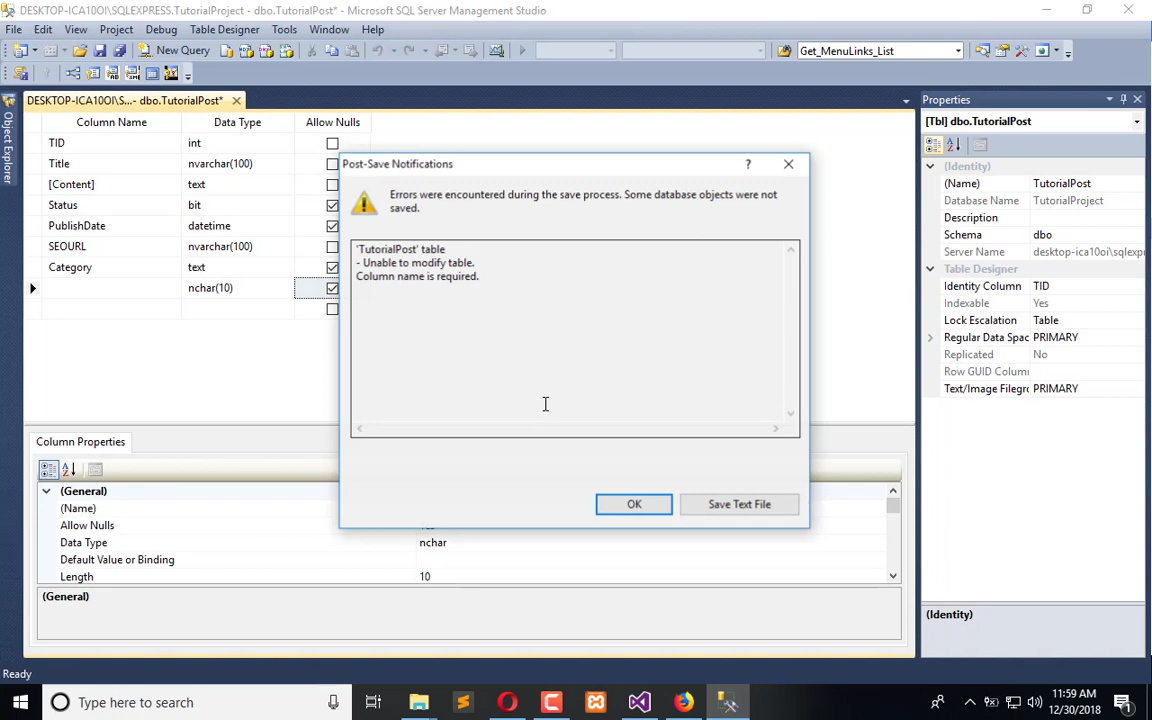 DESKTOP-ICA10OI\SQLEXPRESS.TutorialProject - dbo.TutorialPost* - Microsoft SQL Server Management Studio
File Edit View Project Debug Table Designer Tools Window Help
New Query
Get_MenuLinks_List
Object Explorer
DESKTOP-ICA10OI\S...- dbo.TutorialPost*
Column Name Data Type Allow Nulls
TID int
Title nvarchar(100)
[Content] text
Status bit
PublishDate datetime
SEOURL nvarchar(100)
Category text
nchar(10)
Post-Save Notifications
Errors were encountered during the save process. Some database objects were not
saved.
'TutorialPost' table
- Unable to modify table.
Column name is required.
OK Save Text File
Column Properties
(General)
(Name)
Allow Nulls
Data Type nchar
Default Value or Binding
Length 10
(General)
Properties
[Tbl] dbo.TutorialPost
(Identity)
(Name) TutorialPost
Database Name TutorialProject
Description
Schema dbo
Server Name desktop-ica10oi\sqlexpr
Table Designer
Identity Column TID
Indexable Yes
Lock Escalation Table
Regular Data Spac PRIMARY
Replicated No
Row GUID Column
Text/Image Filegro PRIMARY
(Identity)
Ready
Type here to search
11:59 AM
12/30/2018
1